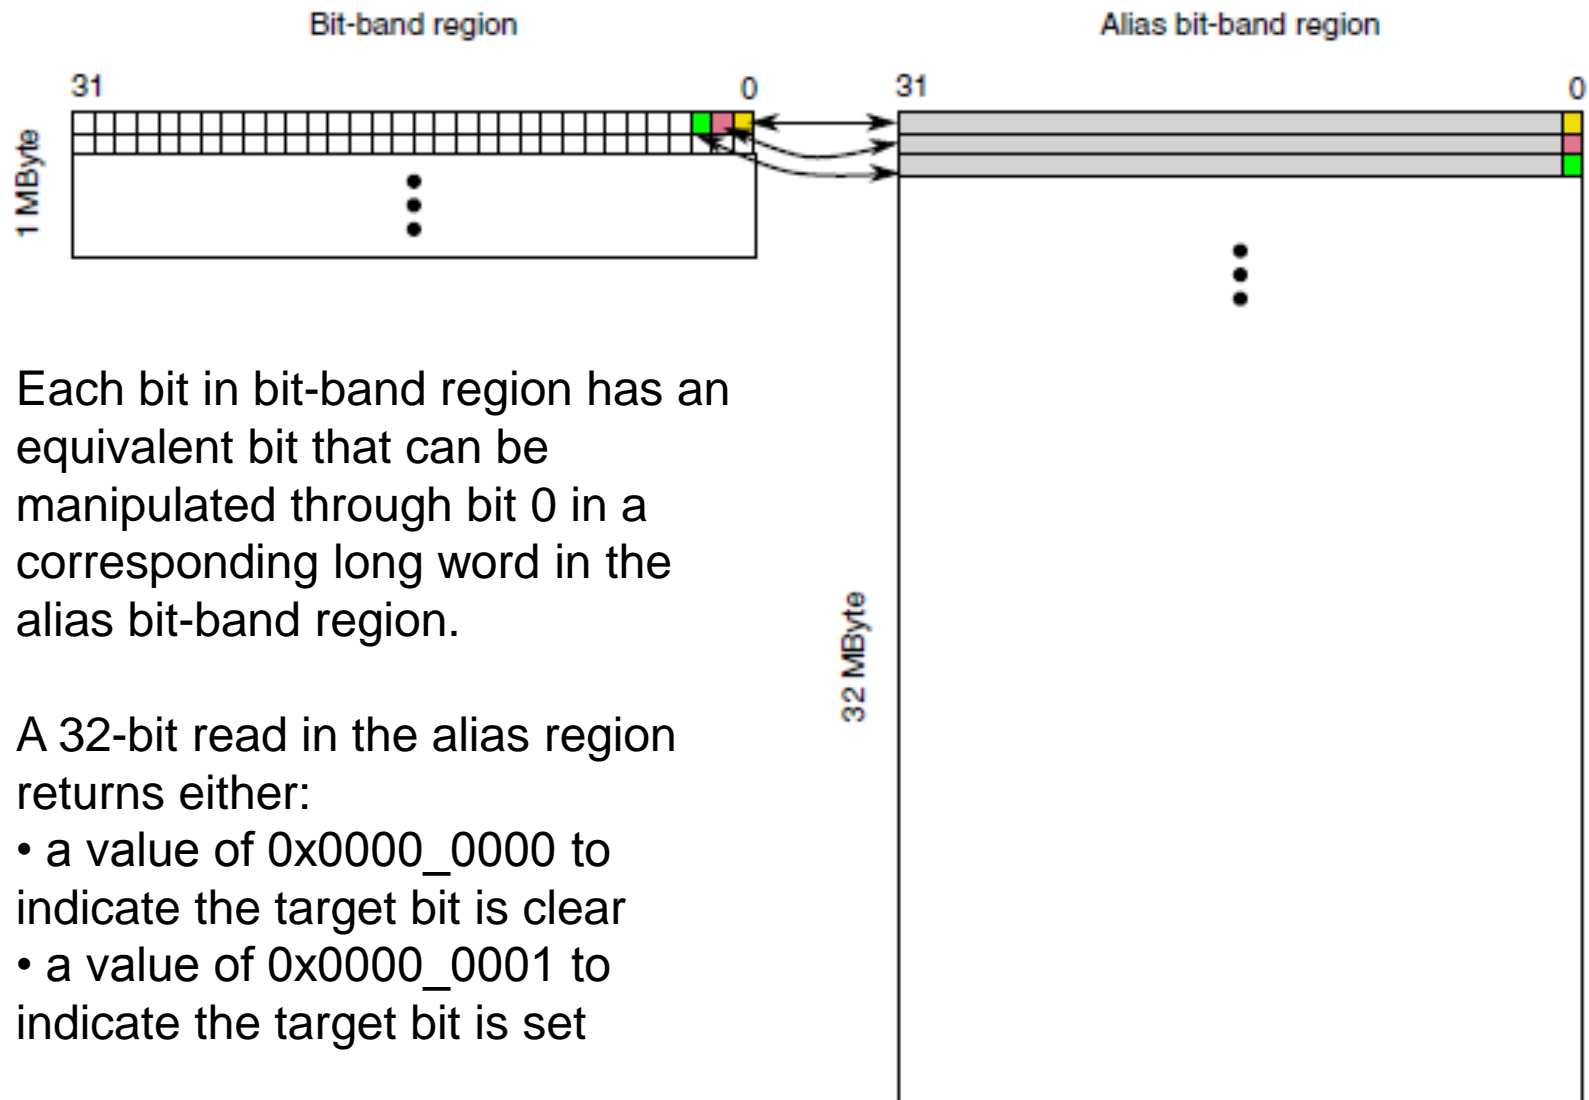 Bit-band region
Alias bit-band region
31
0
31
0
1 MByte
Each bit in bit-band region has an
equivalent bit that can be
manipulated through bit 0 in a
corresponding long word in the
alias bit-band region.
32 MByte
A 32-bit read in the alias region
returns either:
• a value of 0x0000_0000 to
indicate the target bit is clear
• a value of 0x0000_0001 to
indicate the target bit is set